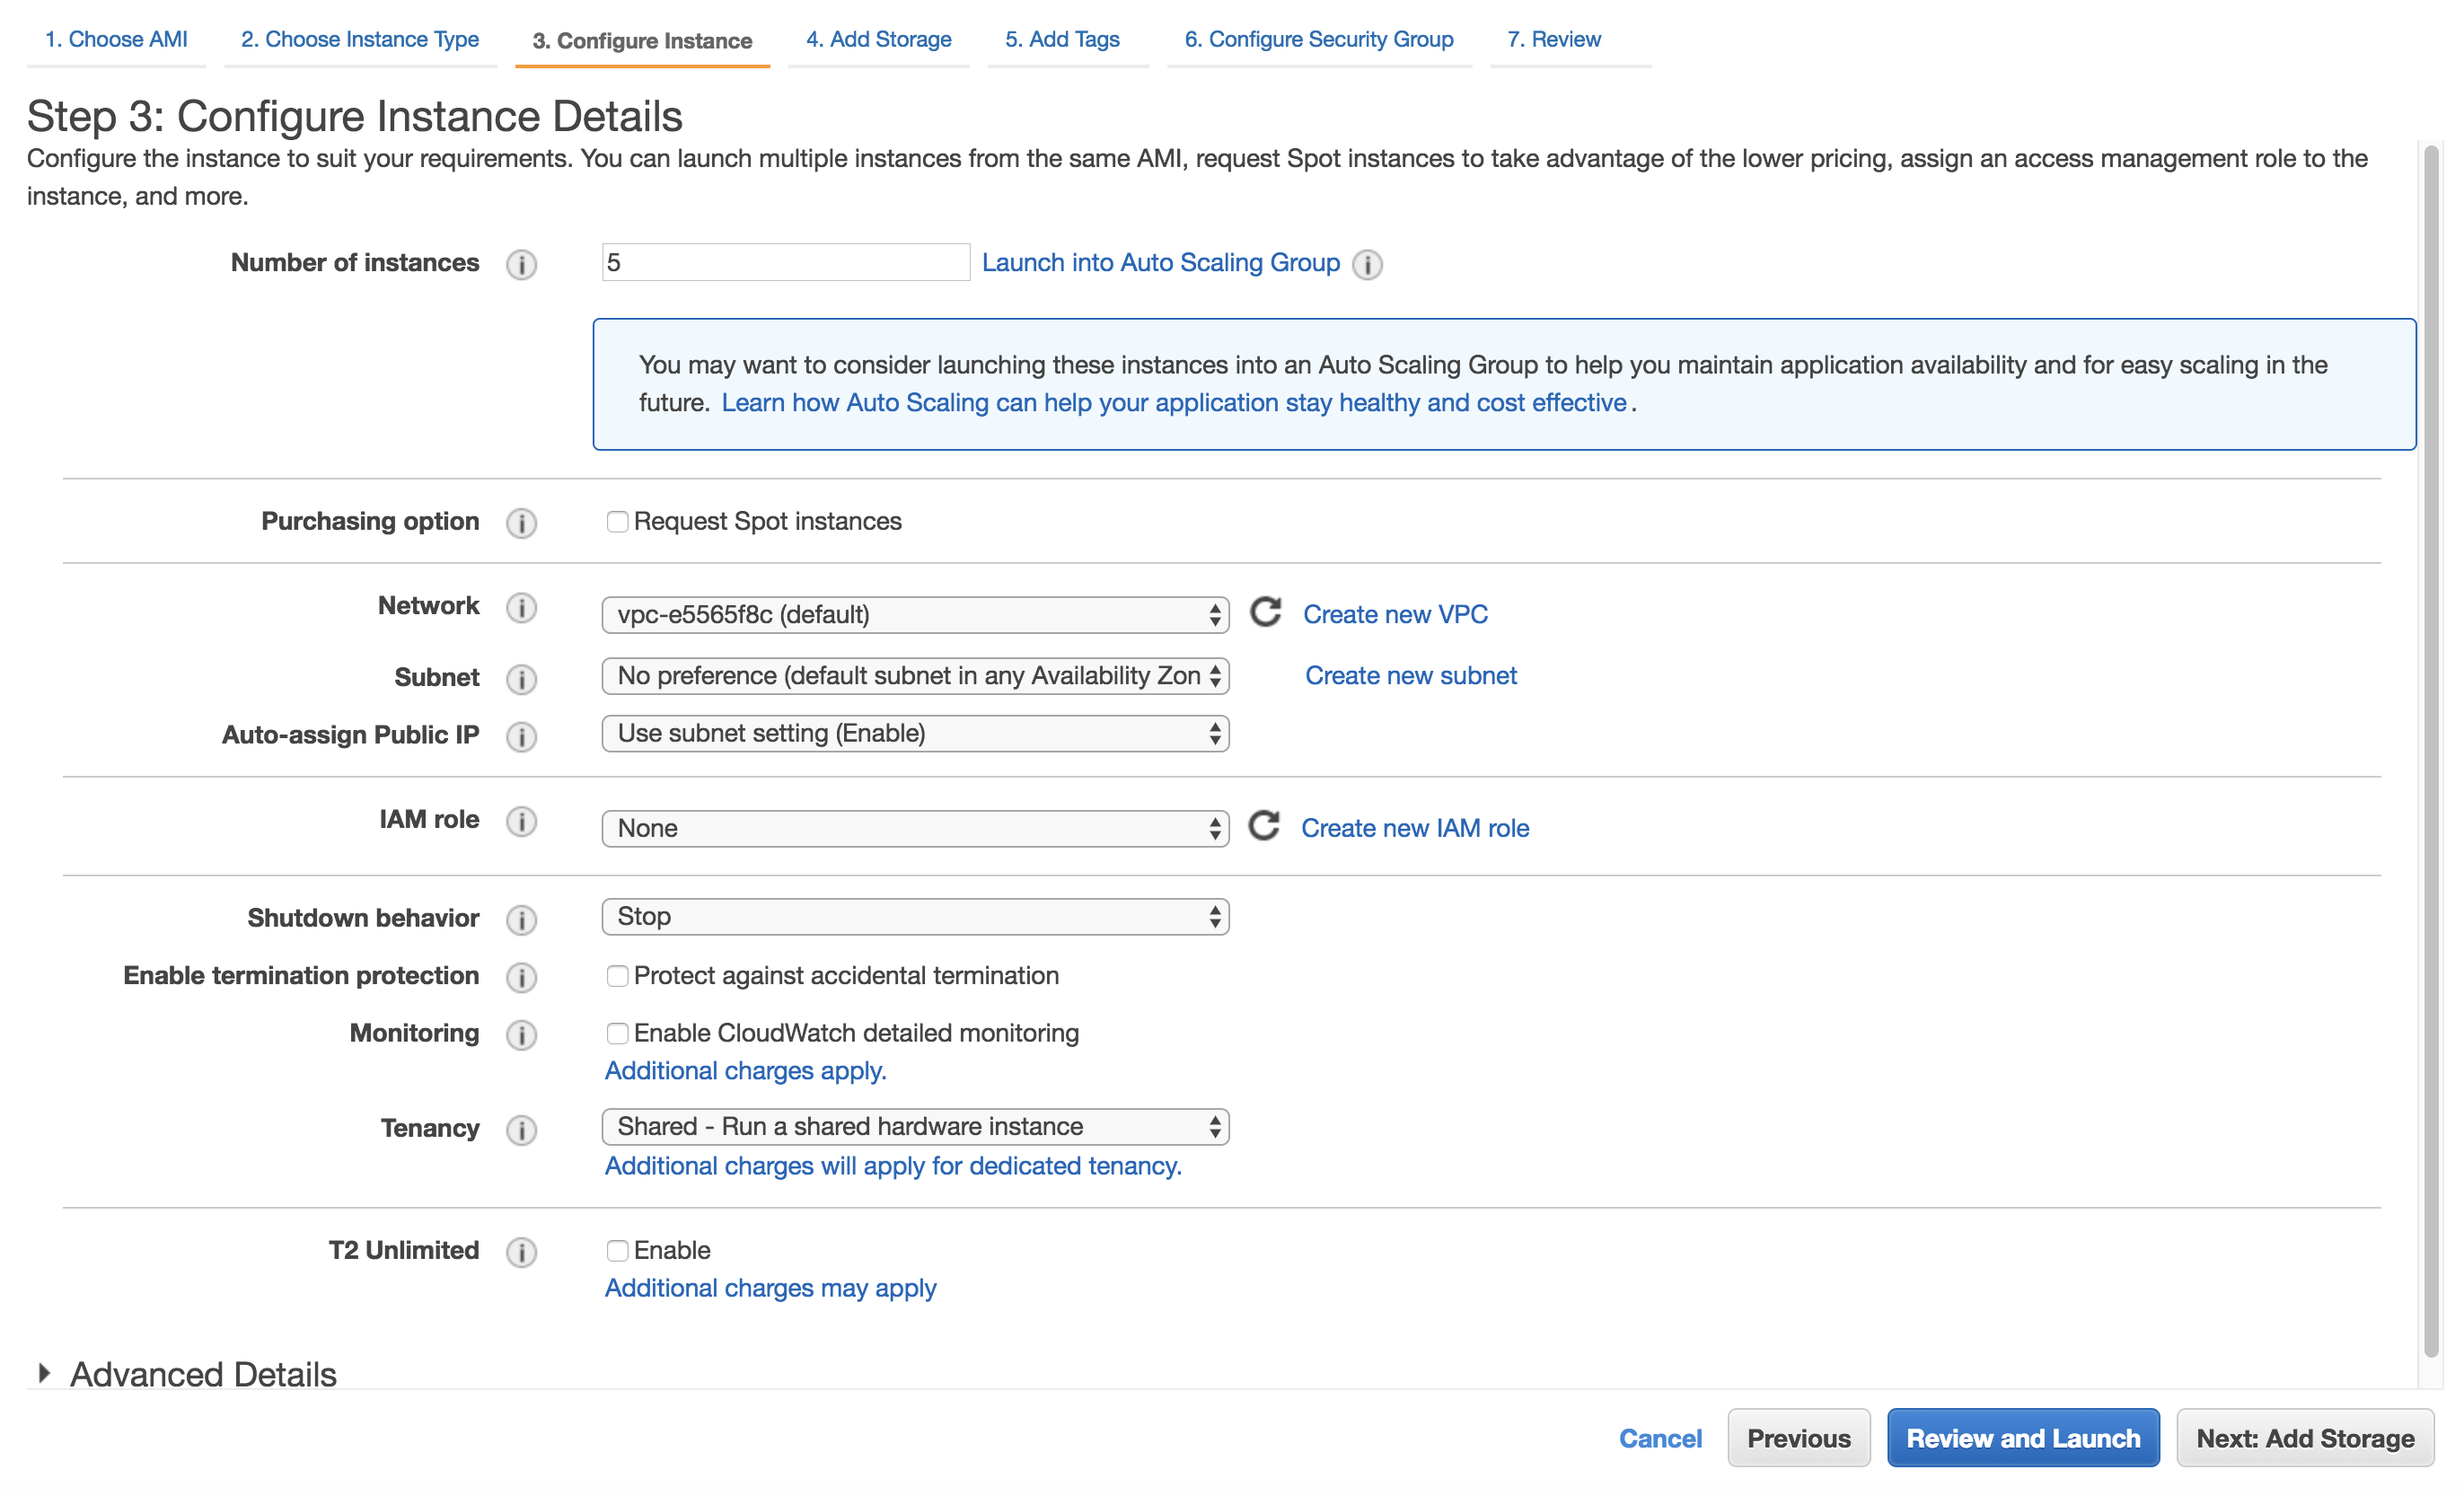 1. Choose AMI 2. Choose Instance Type 3. Configure Instance 4. Add Storage 5. Add Tags 6. Configure Security Group 7. Review
Step 3: Configure Instance Details
Configure the instance to suit your requirements. You can launch multiple instances from the same AMI, request Spot instances to take advantage of the lower pricing, assign an access management role to the
instance, and more.
Number of instances i 5 Launch into Auto Scaling Group i
You may want to consider launching these instances into an Auto Scaling Group to help you maintain application availability and for easy scaling in the
future. Learn how Auto Scaling can help your application stay healthy and cost effective.
Purchasing option i Request Spot instances
Network i vpc-e5565f8c (default) Create new VPC
Subnet i No preference (default subnet in any Availability Zon Create new subnet
Auto-assign Public IP i Use subnet setting (Enable)
IAM role i None Create new IAM role
Shutdown behavior i Stop
Enable termination protection i Protect against accidental termination
Monitoring i Enable CloudWatch detailed monitoring
Additional charges apply.
Tenancy i Shared - Run a shared hardware instance
Additional charges will apply for dedicated tenancy.
T2 Unlimited i Enable
Additional charges may apply
Advanced Details
Cancel Previous Review and Launch Next: Add Storage